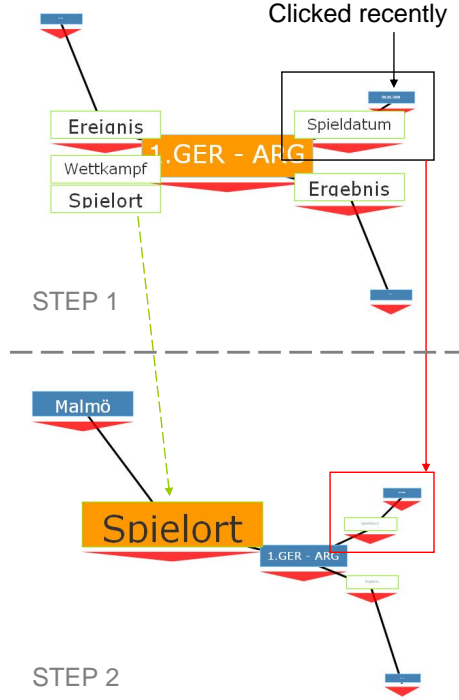 Clicked recently
Ereignis
Spieldatum
1.GER - ARG
Wettkampf
Ergebnis
Spielort
STEP 1
Malmö
Spielort
1.GER - ARG
STEP 2